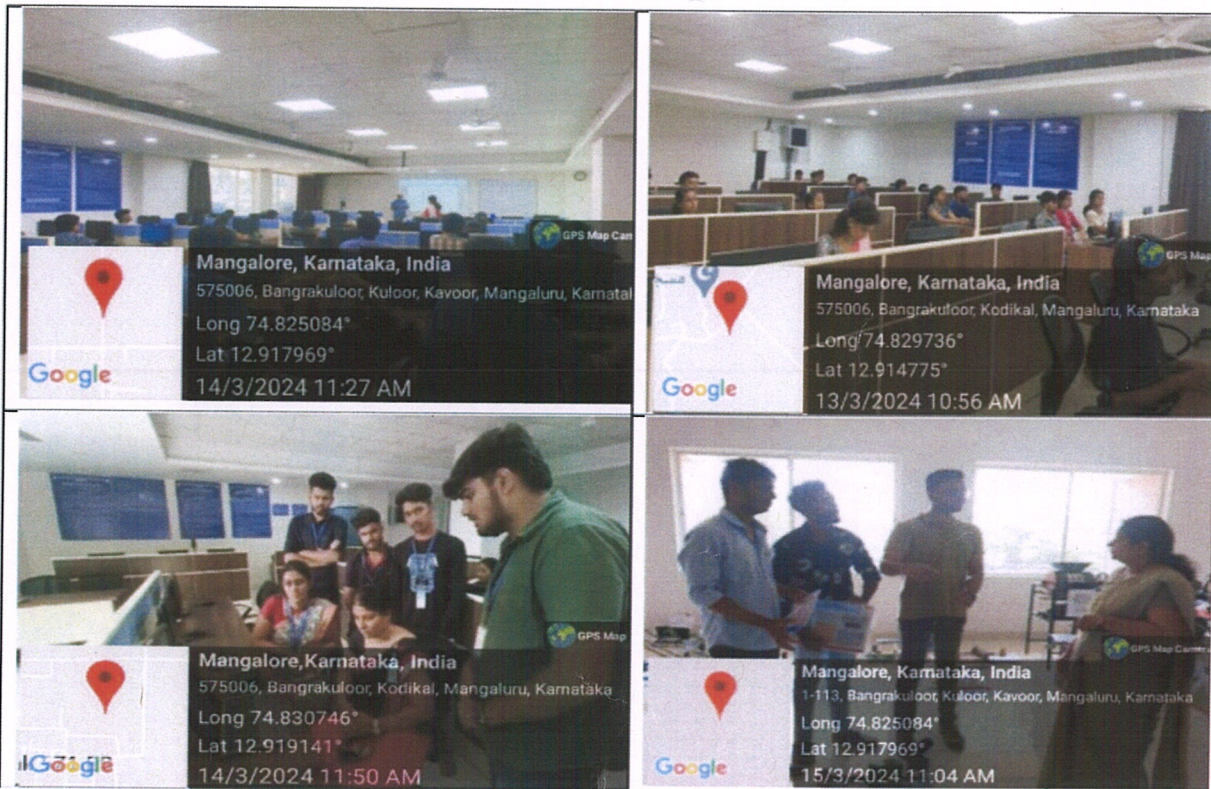 GPS Map Cam
Mangalore, Karnataka, India
575006, Bangrakuloor, Kuloor, Kavoor, Mangaluru, Karnatak
Long 74.825084°
Lat 12.917969°
Google
14/3/2024 11:27 AM
GPS Map
Mangalore, Karnataka, India
575006, Bangrakuloor, Kodikal, Mangaluru, Karnataka
Long 74.829736°
Lat 12.914775°
Google
13/3/2024 10:56 AM
GPS Map
Mangalore,Karnataka, India
575006, Bangrakuloor, Kodikal, Mangaluru, Karnataka
Long 74.830746°
Lat 12.919141°
Google
14/3/2024 11:50 AM
GPS Map Camera
Mangalore, Karnataka, India
1-113, Bangrakuloor, Kuloor, Kavoor, Mangaluru, Karnataka
Long 74.825084°
Lat 12.917969°
Google
15/3/2024 11:04 AM